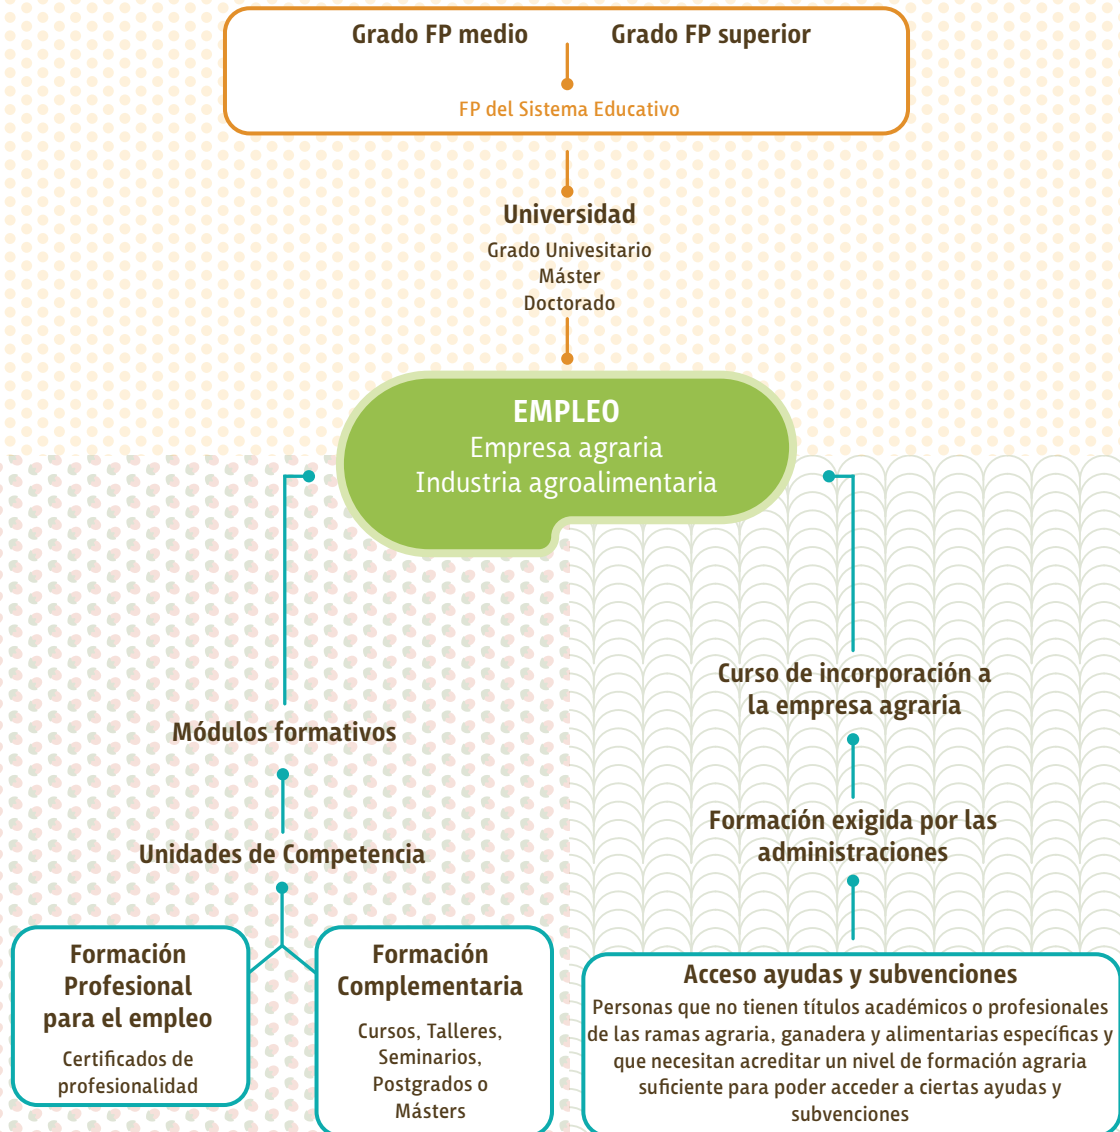 Grado FP medio
Grado FP superior
FP del Sistema Educativo
Universidad
Grado Univesitario
Máster
Doctorado
EMPLEO
Empresa agraria
Industria agroalimentaria
Módulos formativos
Unidades de Competencia
Formación
Profesional
para el empleo
Certificados de
profesionalidad
Formación
Complementaria
Cursos, Talleres,
Seminarios,
Postgrados o
Másters
Curso de incorporación a
la empresa agraria
Formación exigida por las
administraciones
Acceso ayudas y subvenciones
Personas que no tienen títulos académicos o profesionales
de las ramas agraria, ganadera y alimentarias específicas y
que necesitan acreditar un nivel de formación agraria
suficiente para poder acceder a ciertas ayudas y
subvenciones